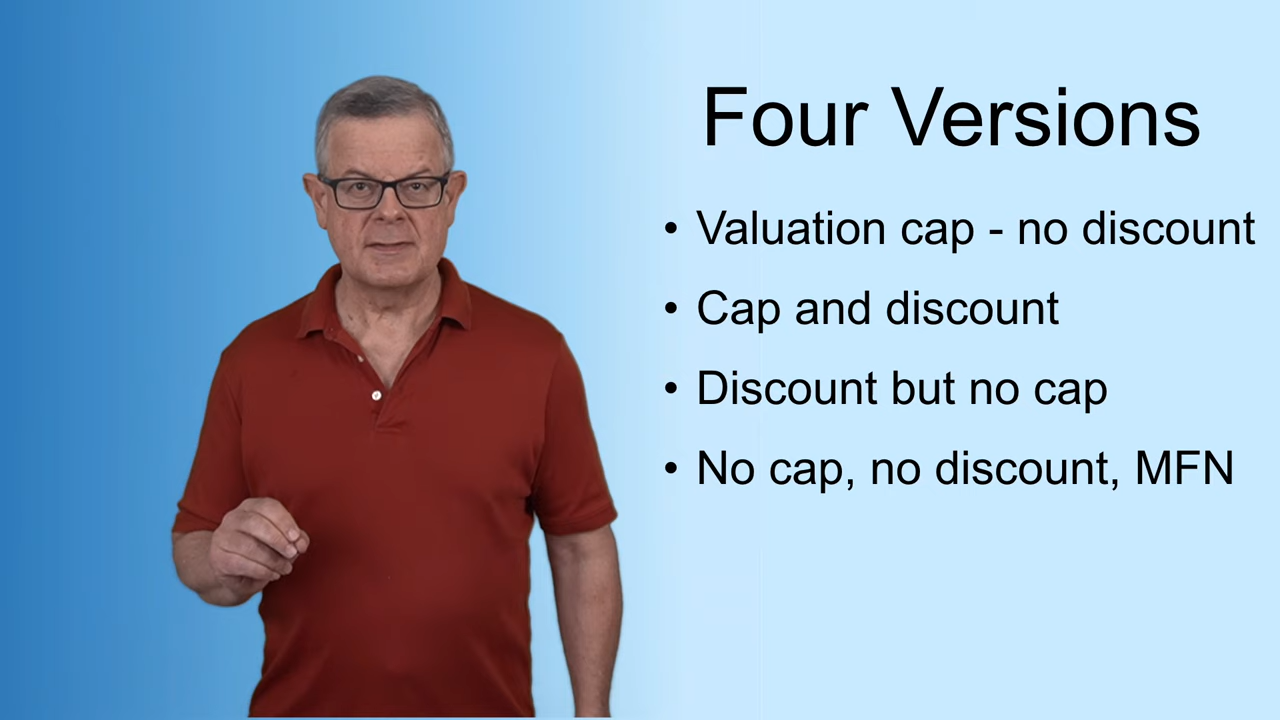 Four Versions
• Valuation cap - no discount
• Cap and discount
• Discount but no cap
• No cap, no discount, MFN